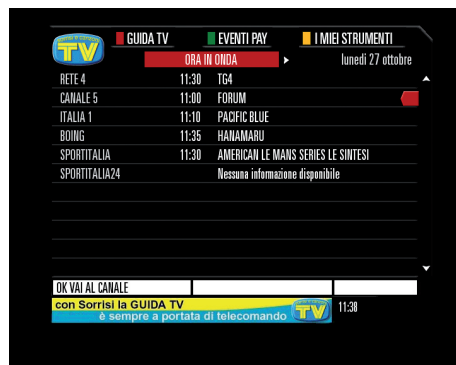 sorrisi e canzoni
TV
GUIDA TV EVENTI PAY I MIEI STRUMENTI
ORA IN ONDA lunedì 27 ottobre
RETE 4 11:30 TG4
CANALE 5 11:00 FORUM
ITALIA 1 11:10 PACIFIC BLUE
BOING 11:35 HANAMARU
SPORTITALIA 11:30 AMERICAN LE MANS SERIES LE SINTESI
SPORTITALIA24 Nessuna informazione disponibile
OK VAI AL CANALE
con Sorrisi la GUIDA TV
è sempre a portata di telecomando
TV
11:38